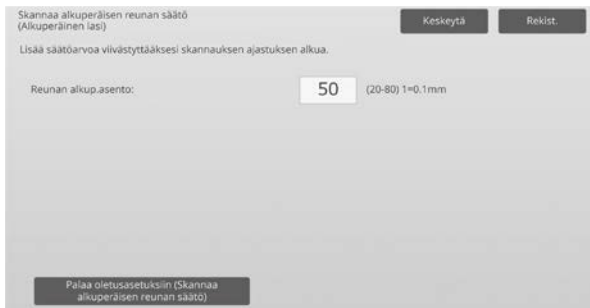 Skannaa alkuperäisen reunan säätö
(Alkuperäinen lasi)
Keskeytä
Rekist.
Lisää säätöarvoa viivästyttääksesi skannauksen ajastuksen alkua.
Reunan alkup.asento:
50
(20-80) 1=0.1mm
Palaa oletusasetuksiin (Skannaa
alkuperäisen reunan säätö)